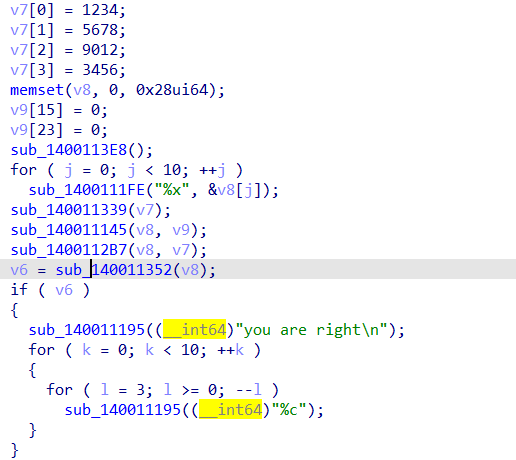 v7[0] = 1234;
v7[1] = 5678;
v7[2] = 9012;
v7[3] = 3456;
memset(v8, 0, 0x28ui64);
v9[15] = 0;
v9[23] = 0;
sub_1400113E8();
for ( j = 0; j < 10; ++j )
sub_1400111FE("%x", &v8[j]);
sub_140011339(v7);
sub_140011145(v8, v9);
sub_1400112B7(v8, v7);
v6 = sub_140011352(v8);
if ( v6 )
{
sub_140011195((__int64)"you are right\n");
for ( k = 0; k < 10; ++k )
{
for ( l = 3; l >= 0; --l )
sub_140011195((__int64)"%c");
}
}